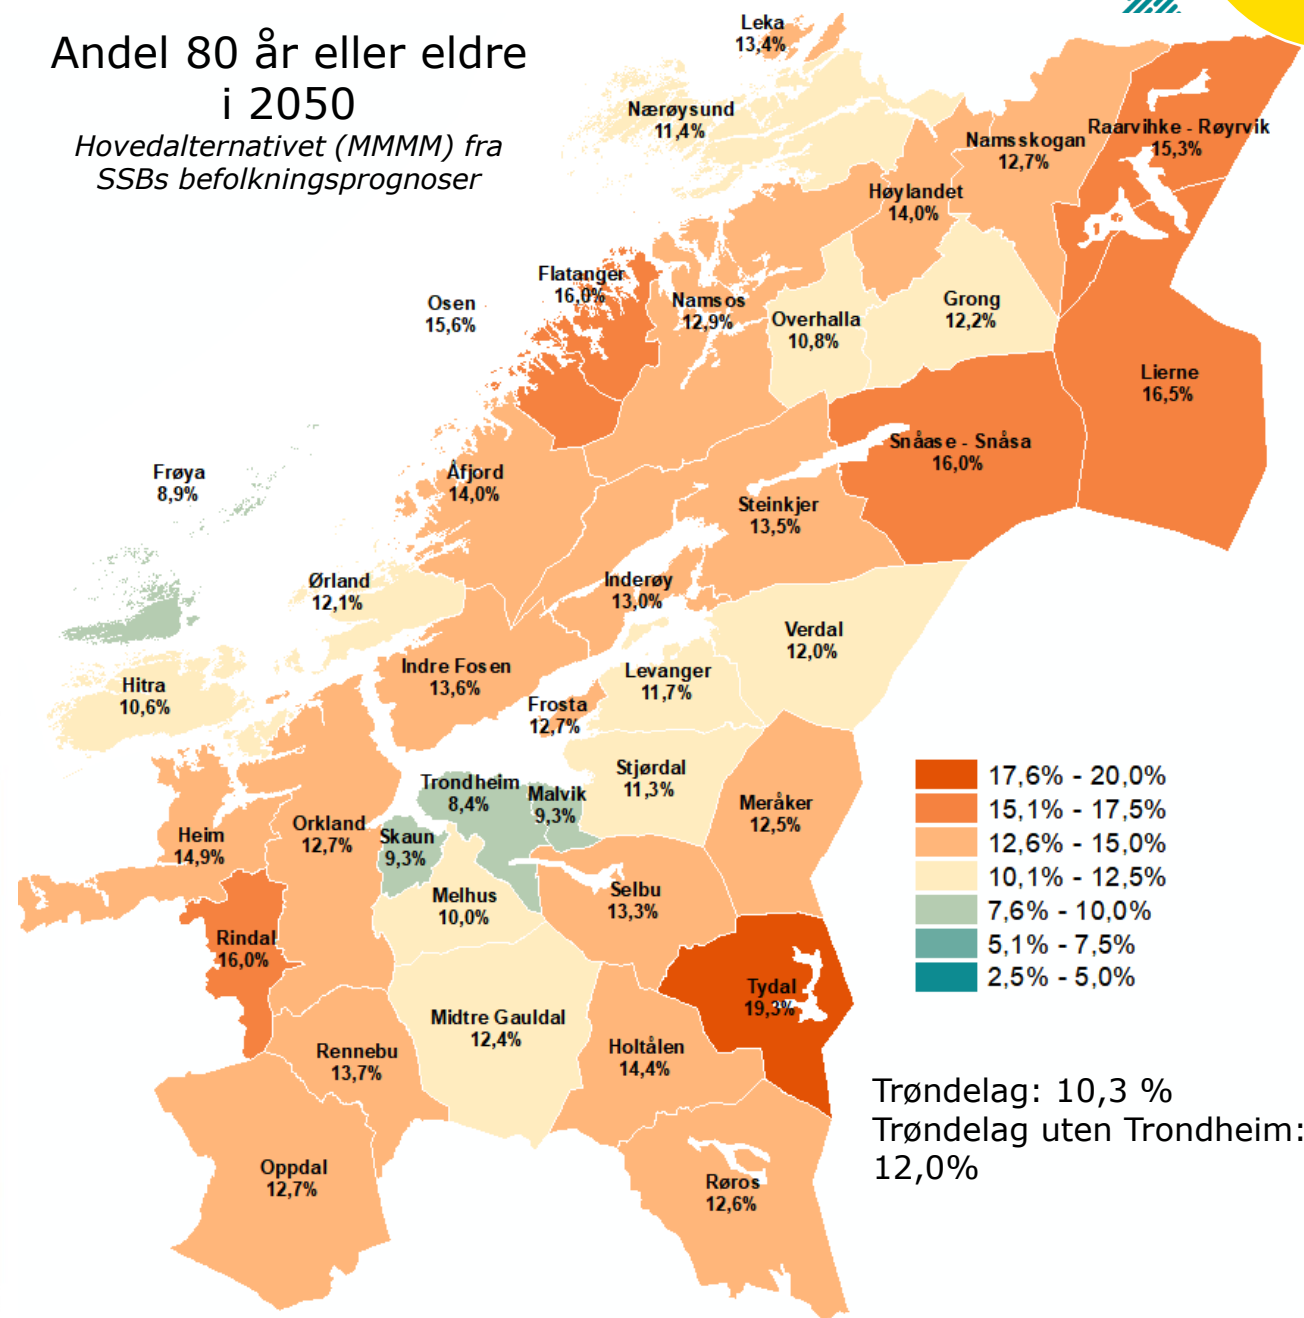 Andel 80 år eller eldre
i 2050
Hovedalternativet (MMMM) fra
SSBs befolkningsprognoser
Leka
13,4%
Nærøysund
11,4%
Namsskogan
12,7%
Raarvihke - Røyrvik
15,3%
Høylandet
14,0%
Flatanger
16,0%
Osen
15,6%
Namsos
12,9%
Overhalla
10,8%
Grong
12,2%
Lierne
16,5%
Snåase - Snåsa
16,0%
Frøya
8,9%
Åfjord
14,0%
Steinkjer
13,5%
Ørland
12,1%
Inderøy
13,0%
Verdal
12,0%
Hitra
10,6%
Indre Fosen
13,6%
Levanger
11,7%
Frosta
12,7%
Stjørdal
11,3%
Trondheim
8,4%
Malvik
9,3%
Meråker
12,5%
Heim
14,9%
Orkland
12,7%
Skaun
9,3%
Melhus
10,0%
Selbu
13,3%
Rindal
16,0%
Tydal
19,3%
Midtre Gauldal
12,4%
Holtålen
14,4%
Rennebu
13,7%
Oppdal
12,7%
Røros
12,6%
17,6% - 20,0%
15,1% - 17,5%
12,6% - 15,0%
10,1% - 12,5%
7,6% - 10,0%
5,1% - 7,5%
2,5% - 5,0%
Trøndelag: 10,3 %
Trøndelag uten Trondheim:
12,0%